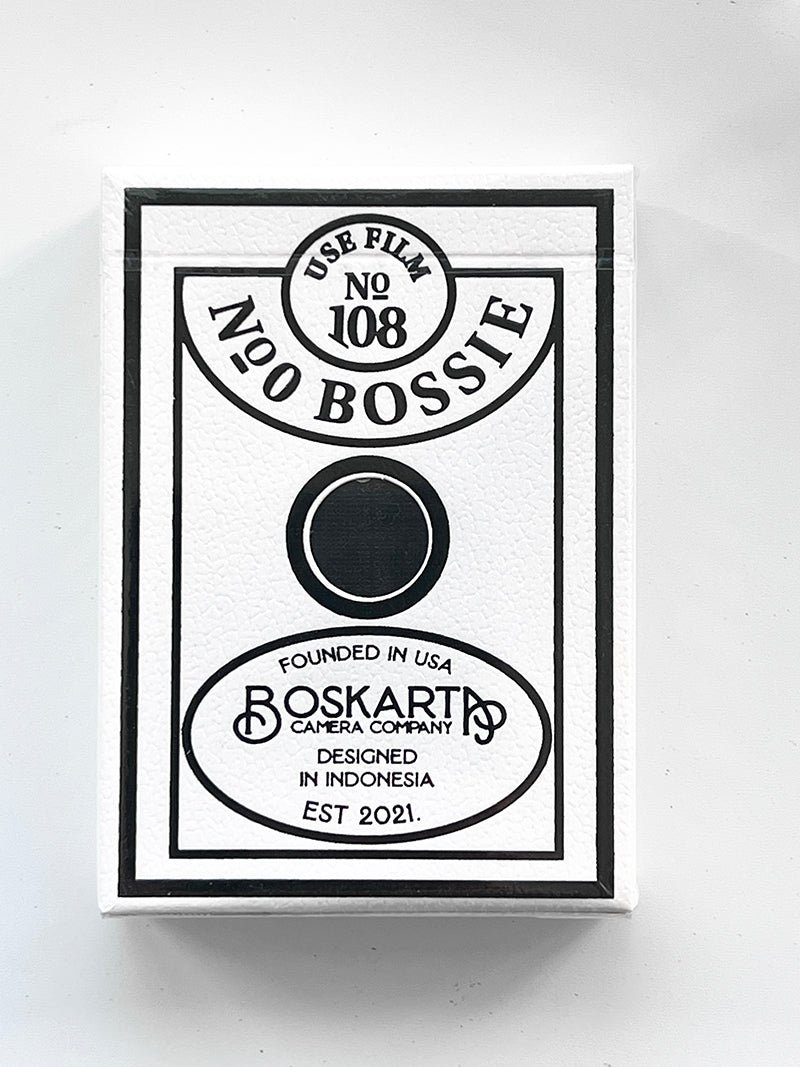 USE FILM
Nº
108
Nº0 BOSSIE
FOUNDED IN USA
BOSKARTA
CAMERA COMPANY
DESIGNED
IN INDONESIA
EST 2021.